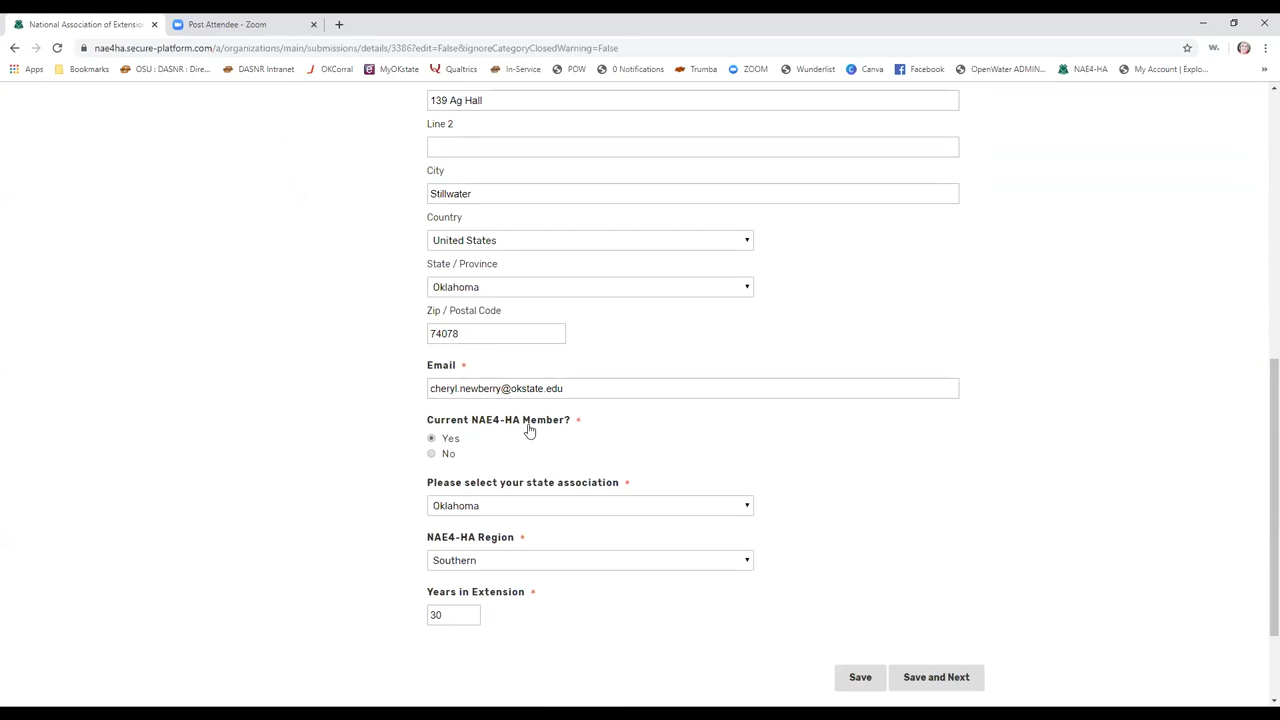 National Association of Extensio
Post Attendee - Zoom
nae4ha.secure-platform.com/a/organizations/main/submissions/details/3386?edit=False&ignoreCategoryClosedWarning=False
Apps Bookmarks OSU : DASNR : Dire... DASNR Intranet OKCorral MyOKstate Qualtrics In-Service POW 0 Notifications Trumba ZOOM Wunderlist Canva Facebook OpenWater ADMIN... NAE4-HA My Account | Explo... »
139 Ag Hall
Line 2
City
Stillwater
Country
United States
State / Province
Oklahoma
Zip / Postal Code
74078
Email *
cheryl.newberry@okstate.edu
Current NAE4-HA Member? *
Yes
No
Please select your state association *
Oklahoma
NAE4-HA Region *
Southern
Years in Extension *
30
Save Save and Next